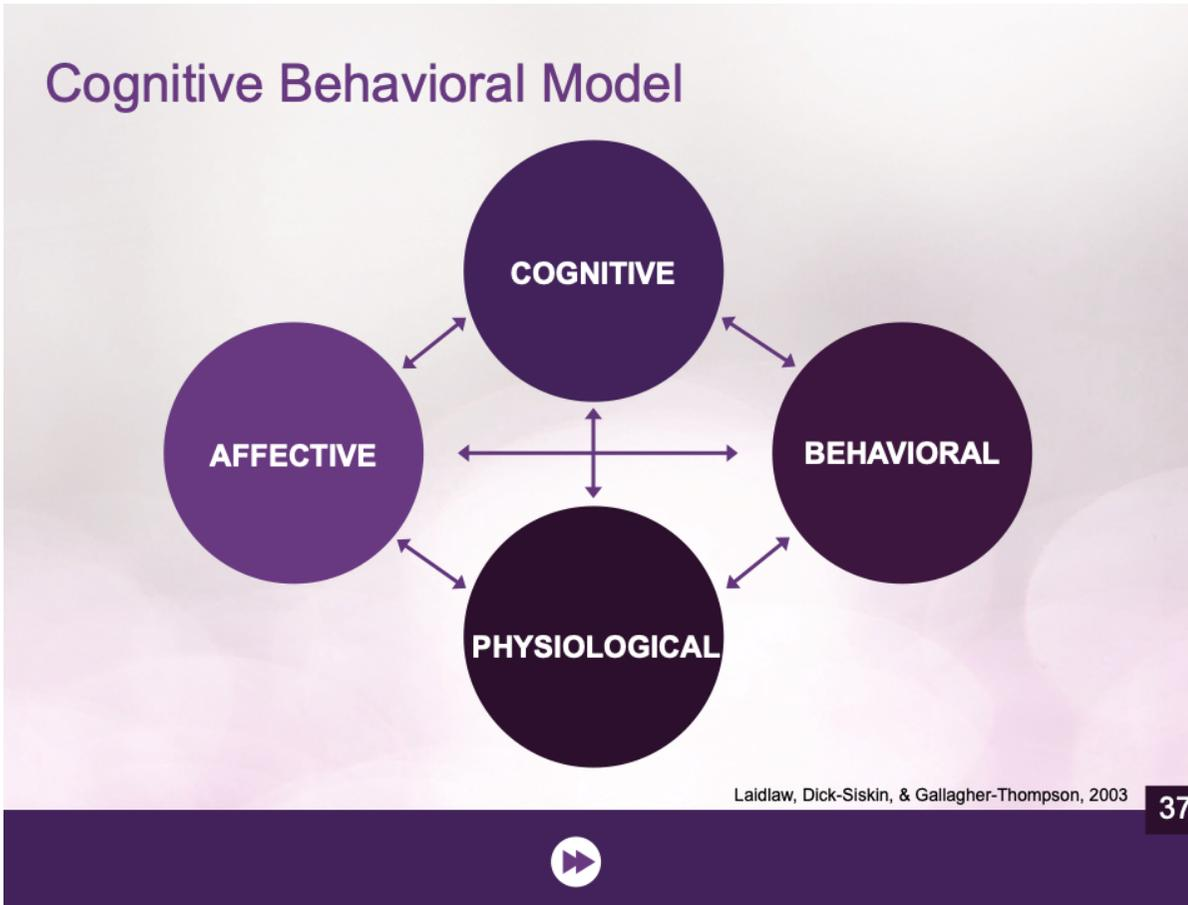 Cognitive Behavioral Model
COGNITIVE
AFFECTIVE
BEHAVIORAL
PHYSIOLOGICAL
Laidlaw, Dick-Siskin, & Gallagher-Thompson, 2003
37